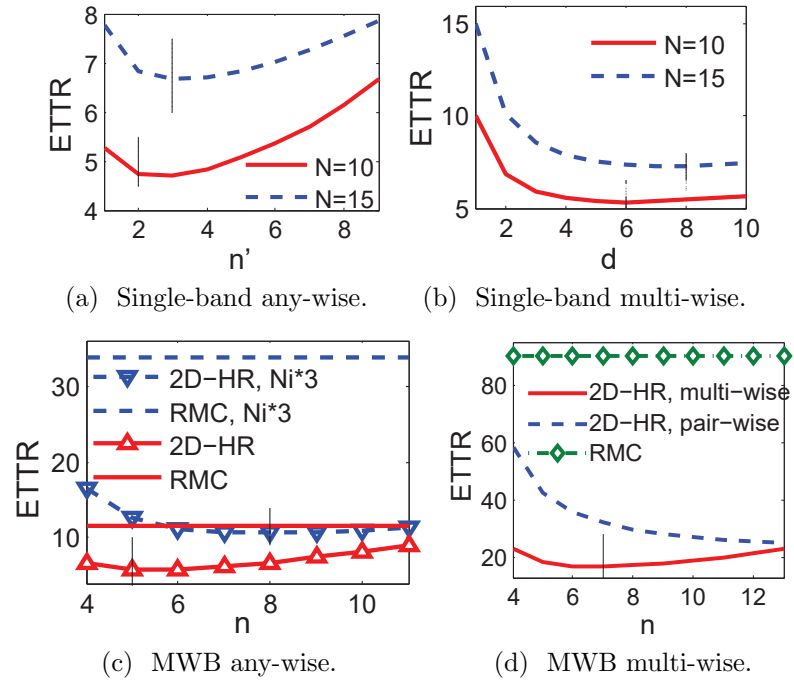 8
7
6
5
4
ETTR
N=10
N=15
2 4 6 8
n'
(a) Single-band any-wise.
15
10
5
ETTR
N=10
N=15
2 4 6 8 10
d
(b) Single-band multi-wise.
30
20
10
ETTR
2D-HR, Ni*3
RMC, Ni*3
2D-HR
RMC
4 6 8 10
n
(c) MWB any-wise.
80
60
40
20
ETTR
2D-HR, multi-wise
2D-HR, pair-wise
RMC
4 6 8 10 12
n
(d) MWB multi-wise.